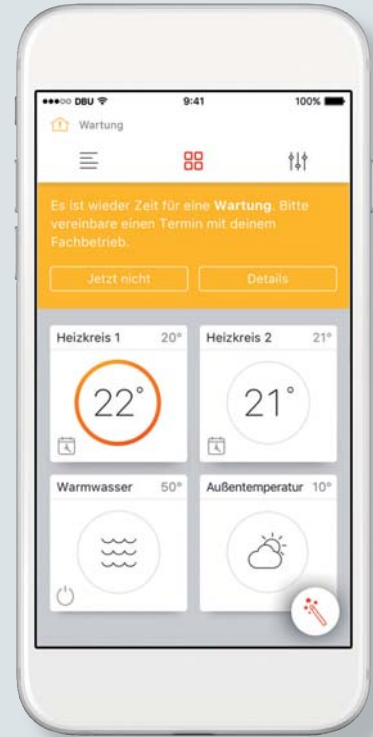 DBU 9:41 100%
Wartung
Es ist wieder Zeit für eine Wartung. Bitte
vereinbare einen Termin mit deinem
Fachbetrieb.
Jetzt nicht Details
Heizkreis 1 20° Heizkreis 2 21°
22° 21°
Warmwasser 50° Außentemperatur 10°